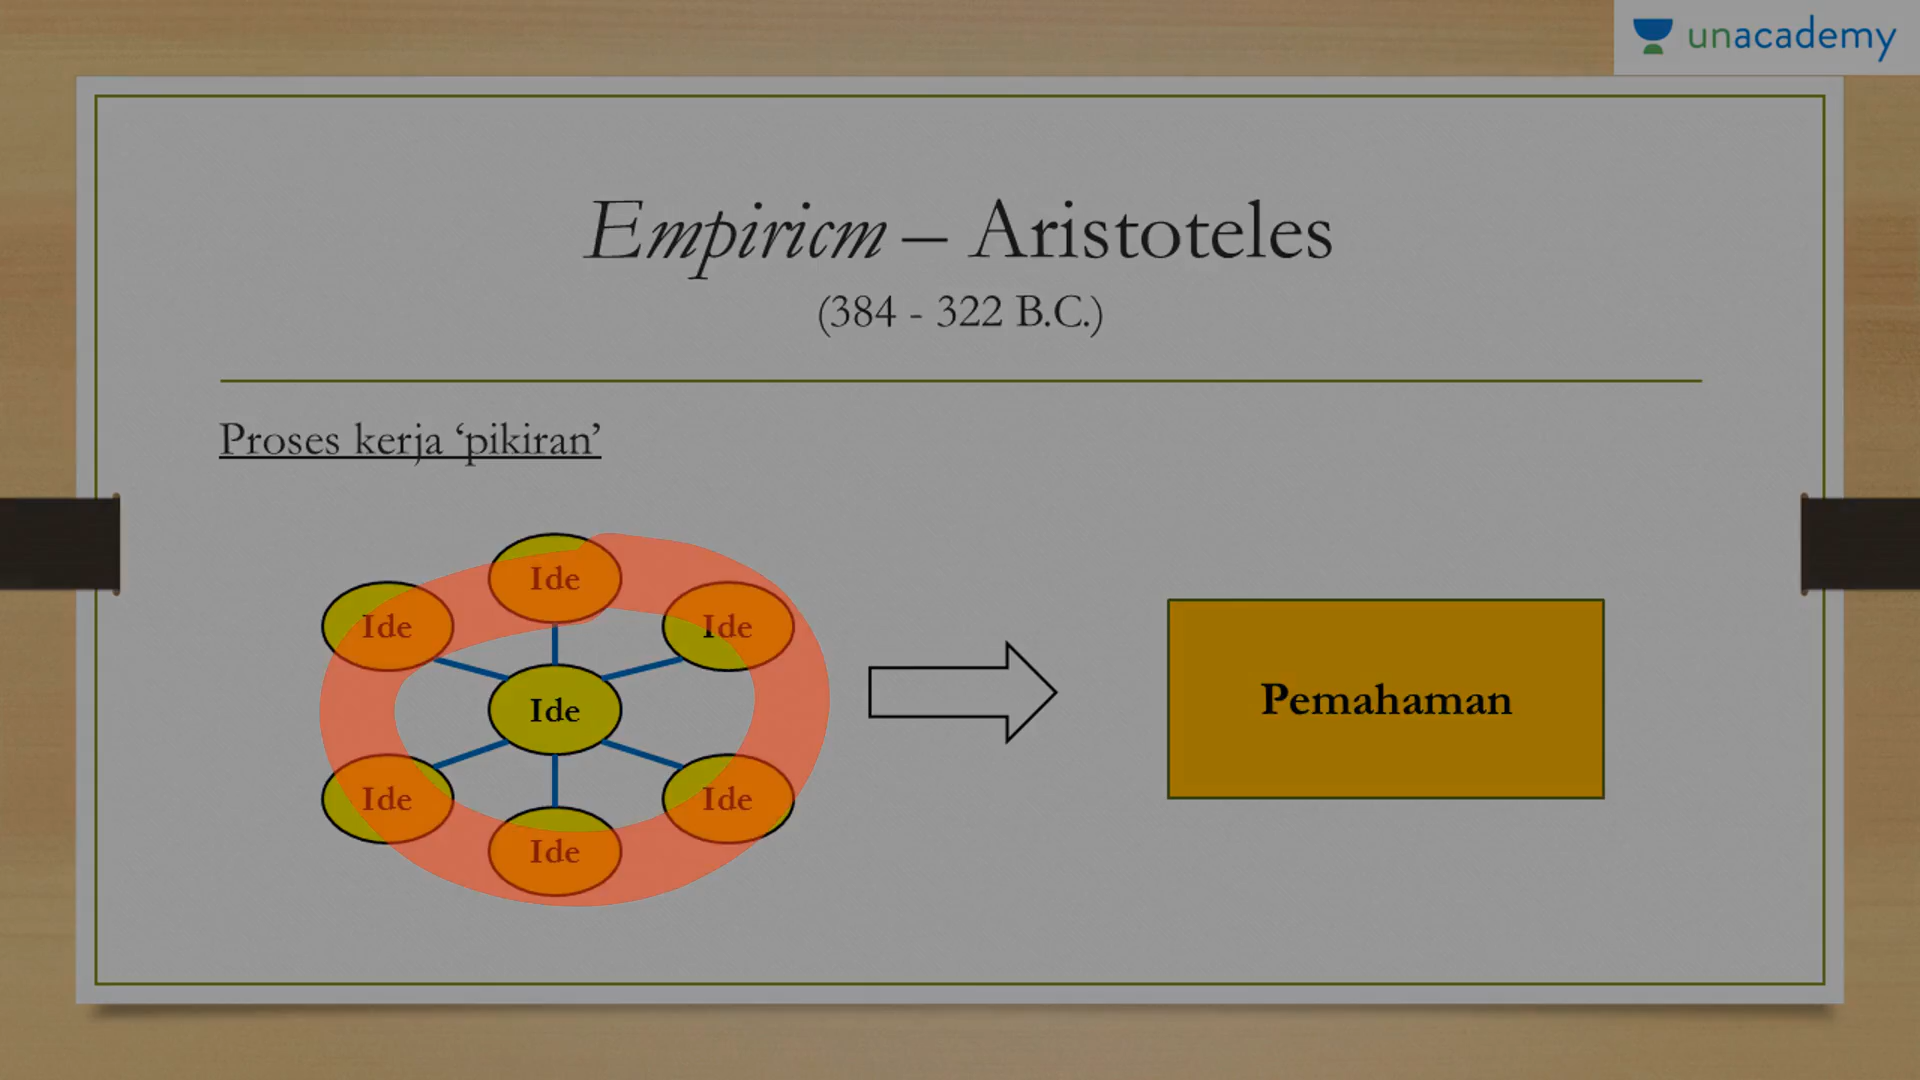 unacademy
Empiricm – Aristoteles
(384 - 322 B.C.)
Proses kerja ‘pikiran’
Ide
Ide
Ide
Ide
Ide
Ide
Ide
Pemahaman